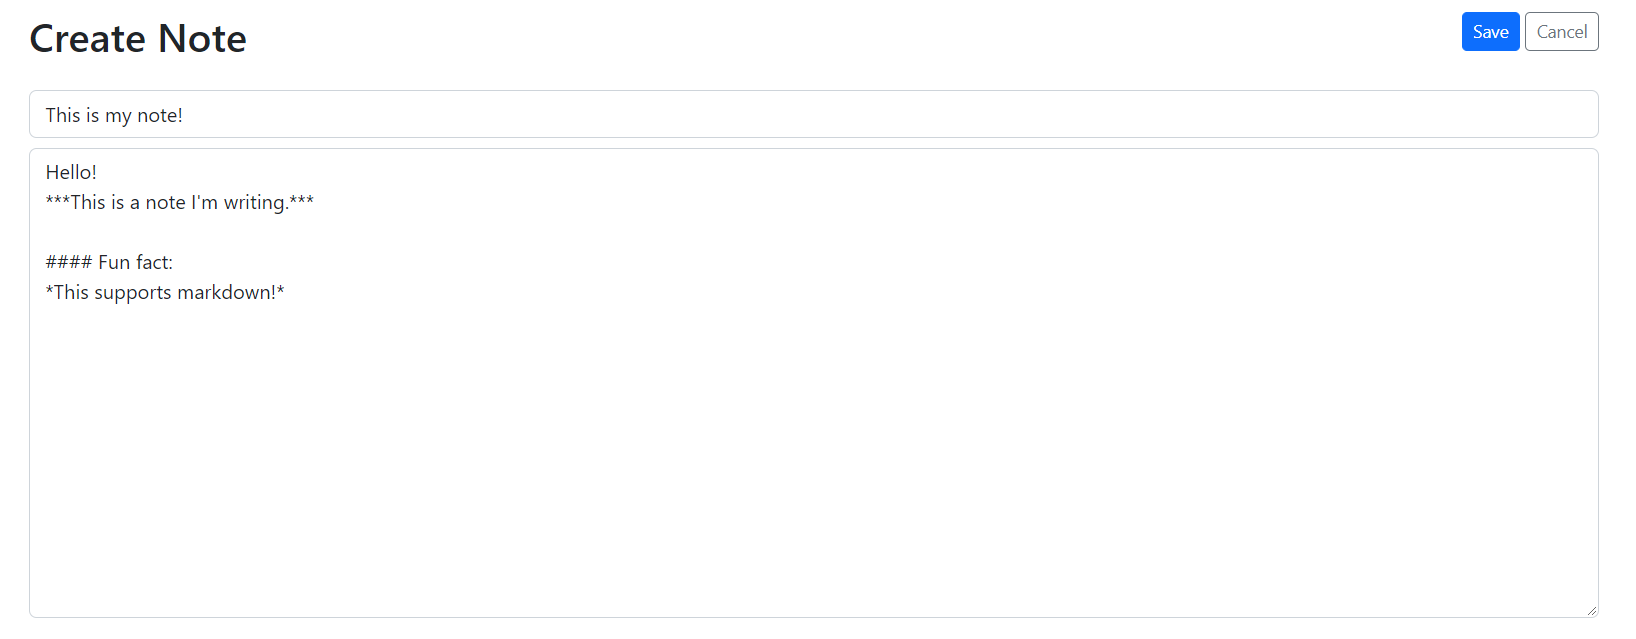 Create Note
Save Cancel
This is my note!
Hello!
***This is a note I'm writing.***
#### Fun fact:
*This supports markdown!*